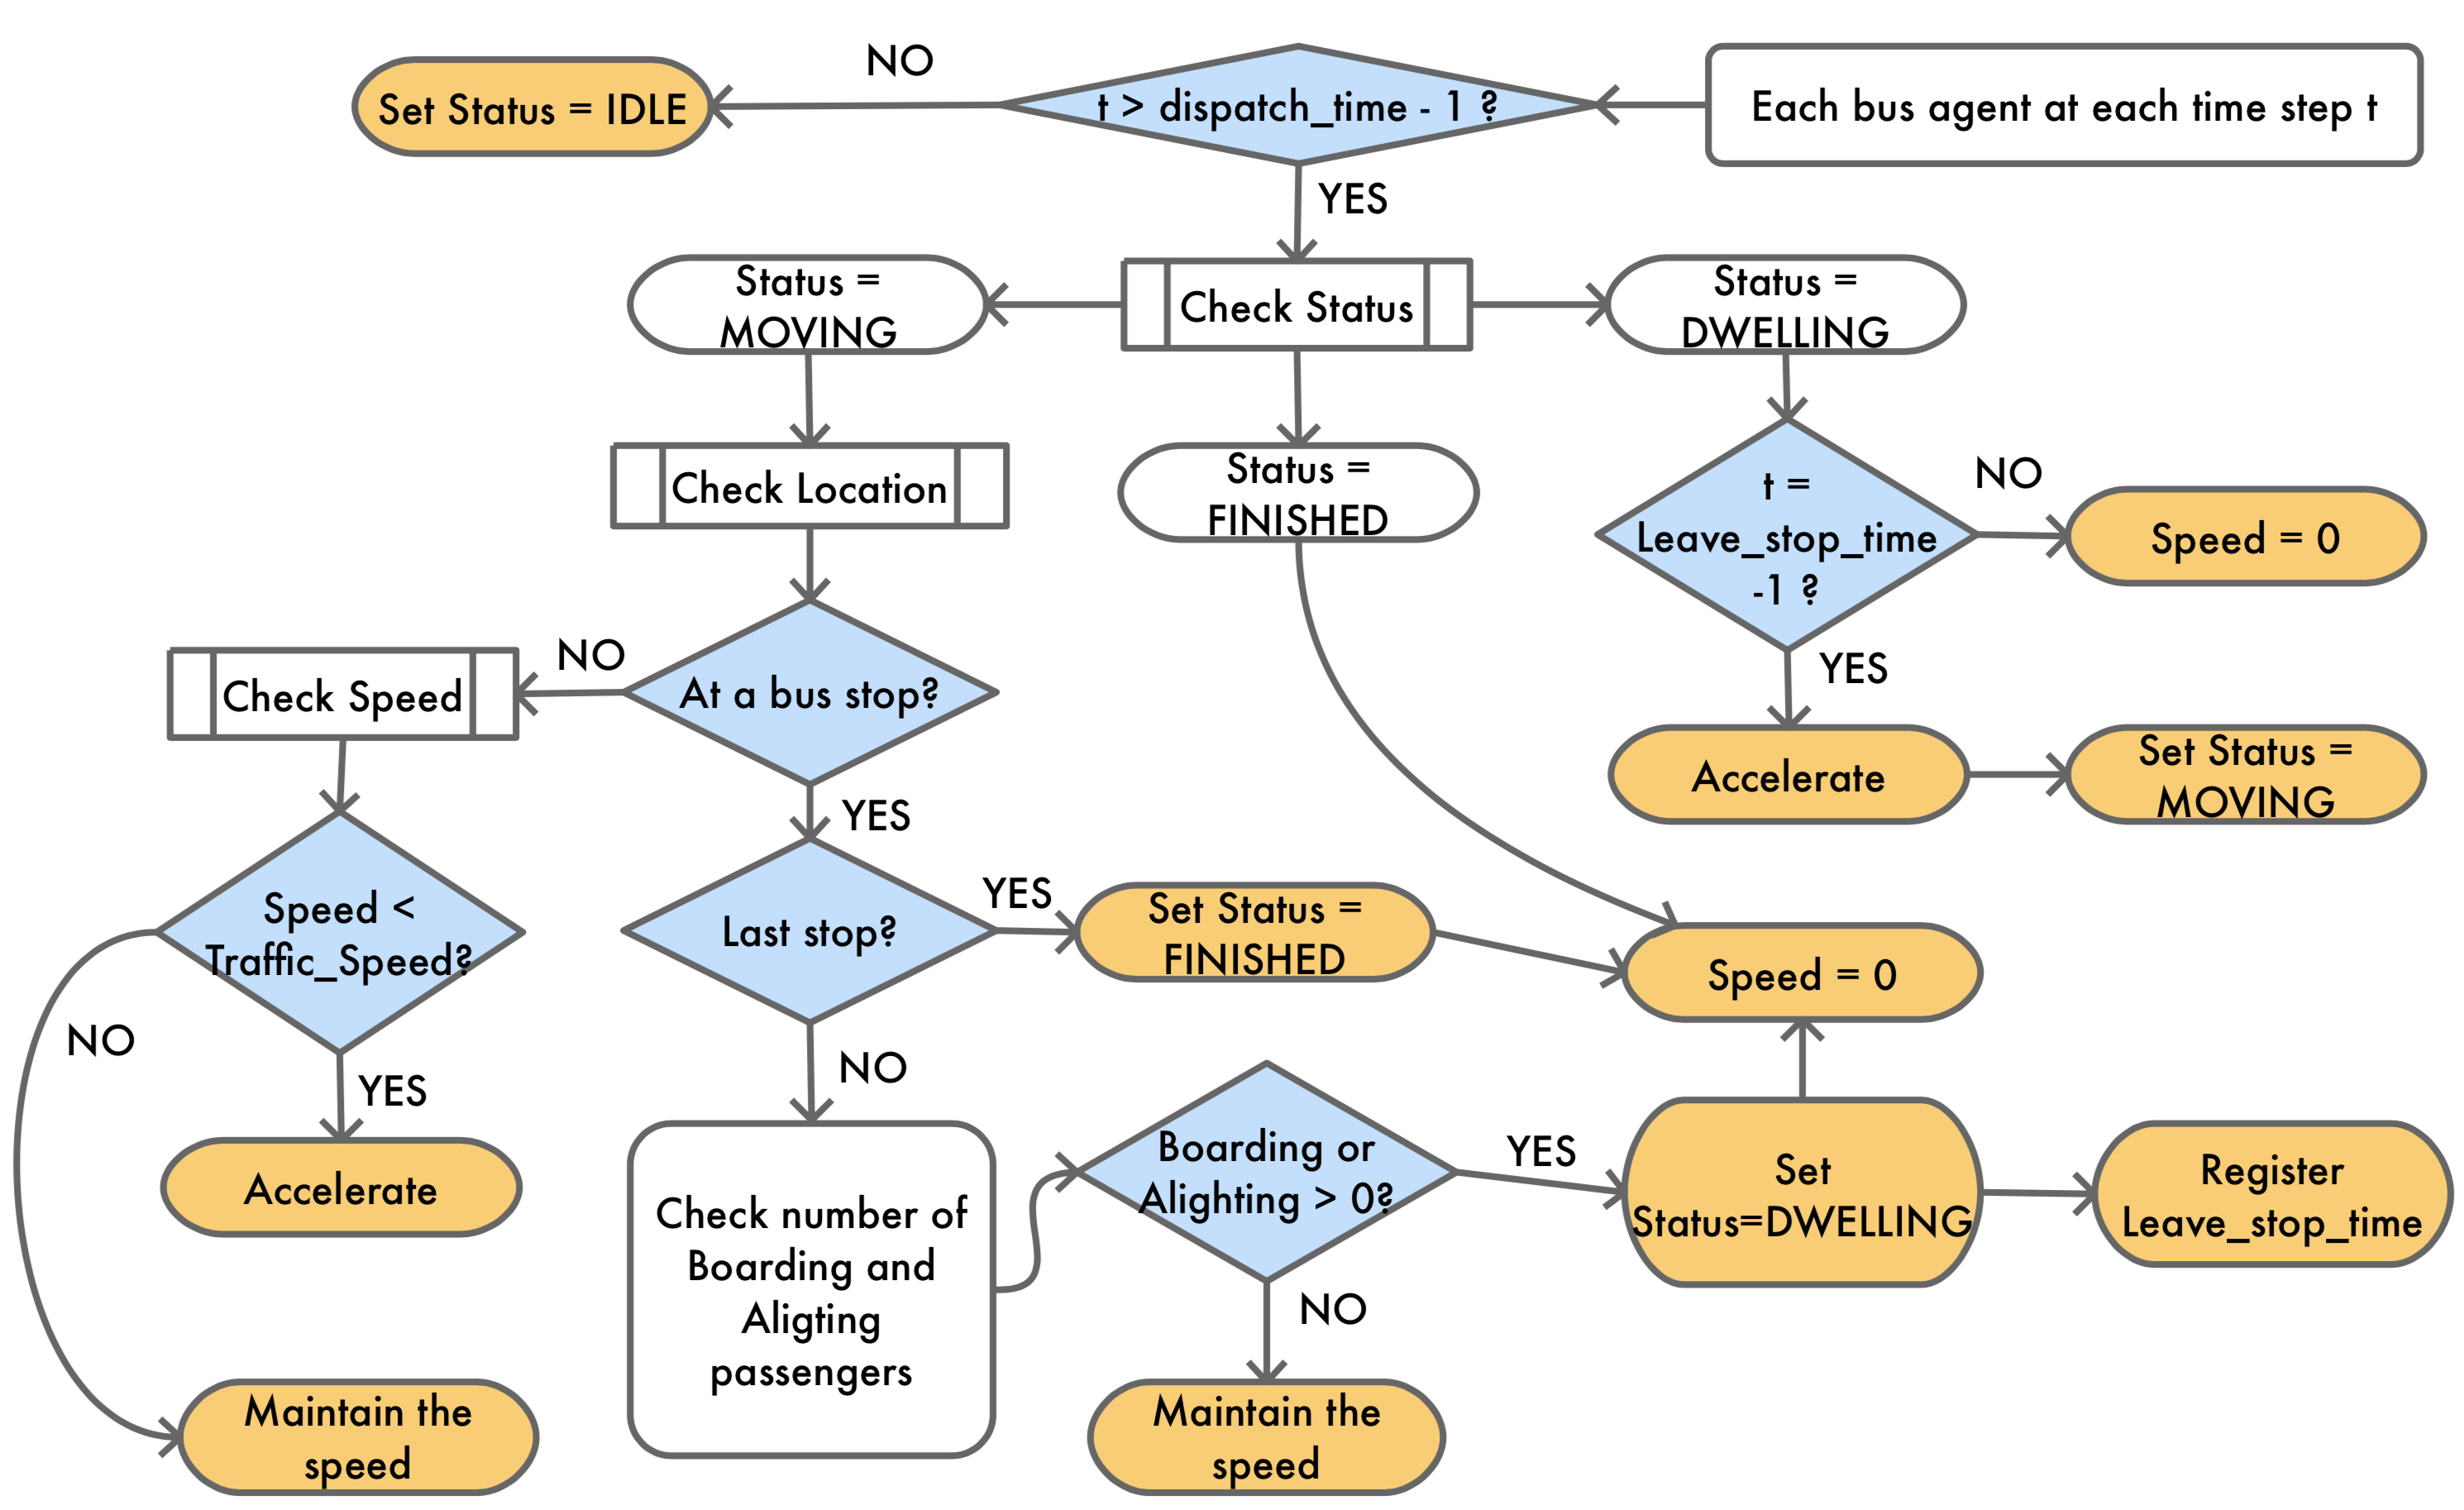 NO
Set Status = IDLE
t > dispatch_time - 1 ?
Each bus agent at each time step t
YES
Status =
MOVING
Check Status
Status =
DWELLING
Check Location
Status =
FINISHED
t =
Leave_stop_time
-1 ?
NO
Speed = 0
NO
Check Speed
At a bus stop?
YES
Accelerate
Set Status =
MOVING
YES
Speed <
Traffic_Speed?
Last stop?
YES
Set Status =
FINISHED
Speed = 0
NO
YES
Accelerate
NO
Check number of
Boarding and
Aligting
passengers
Boarding or
Alighting > 0?
YES
Set
Status=DWELLING
Register
Leave_stop_time
NO
Maintain the
speed
Maintain the
speed